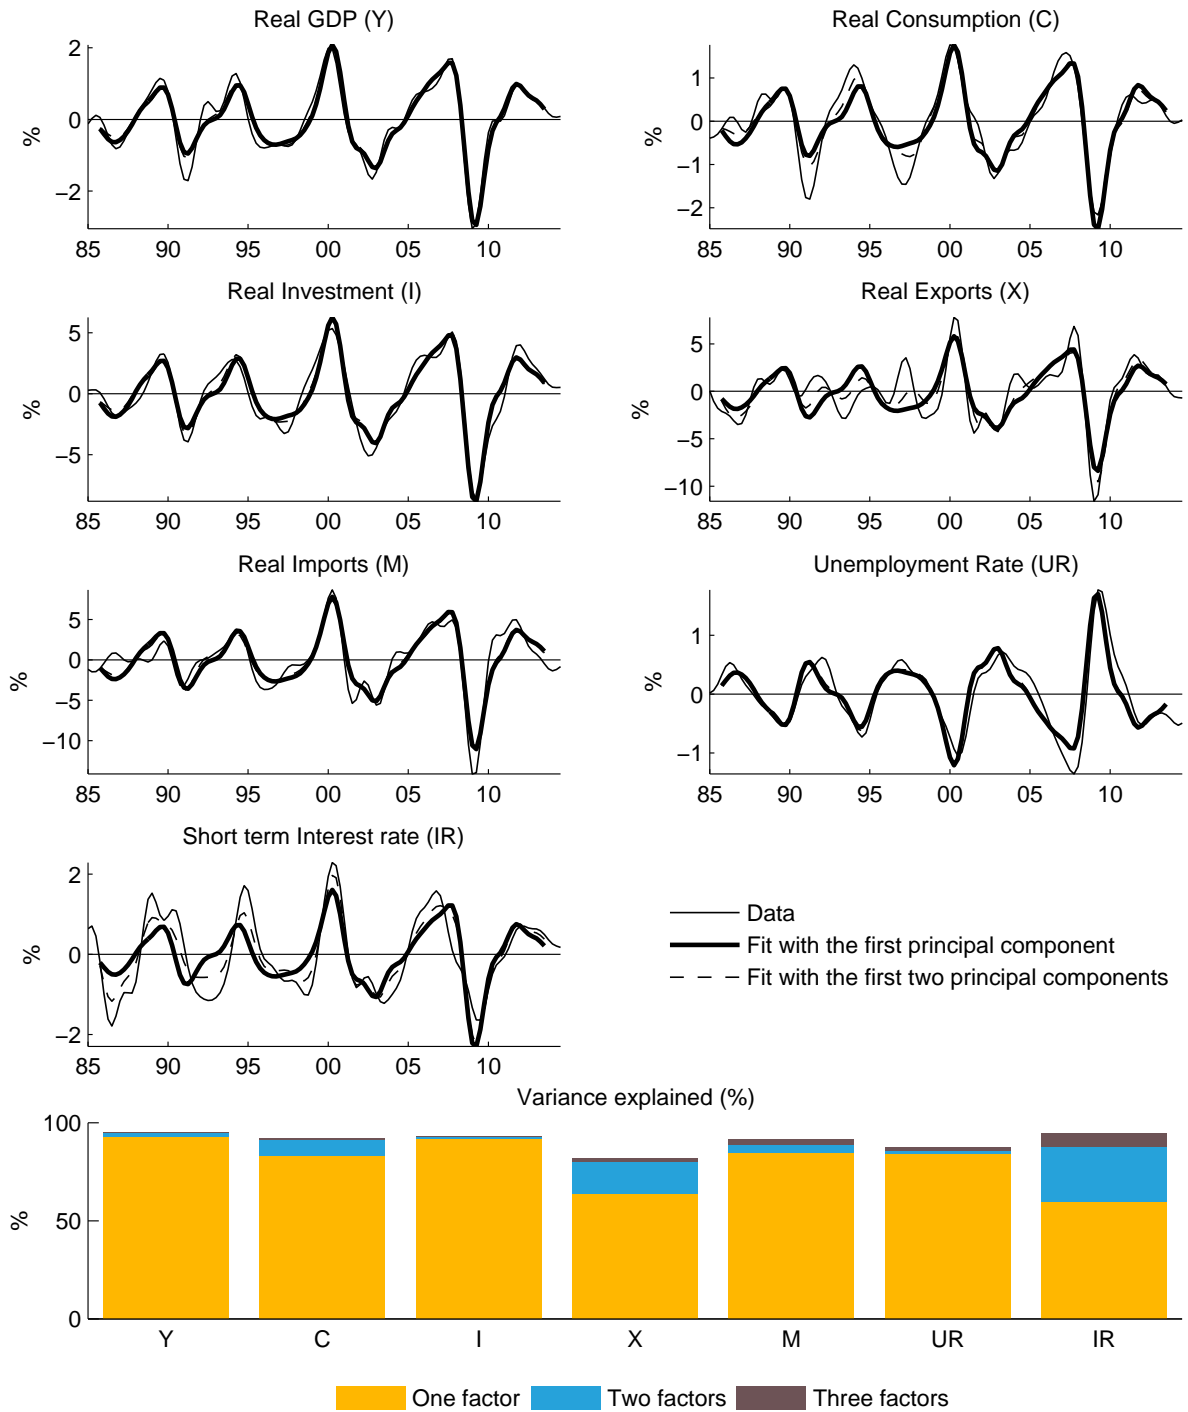 Real GDP (Y)
2
0
−2
%
85 90 95 00 05 10
Real Consumption (C)
1
0
−1
−2
%
85 90 95 00 05 10
Real Investment (I)
5
0
−5
%
85 90 95 00 05 10
Real Exports (X)
5
0
−5
−10
%
85 90 95 00 05 10
Real Imports (M)
5
0
−5
−10
%
85 90 95 00 05 10
Unemployment Rate (UR)
1
0
−1
%
85 90 95 00 05 10
Short term Interest rate (IR)
2
0
−2
%
85 90 95 00 05 10
Data
Fit with the first principal component
Fit with the first two principal components
Variance explained (%)
100
50
0
%
Y C I X M UR IR
One factor Two factors Three factors